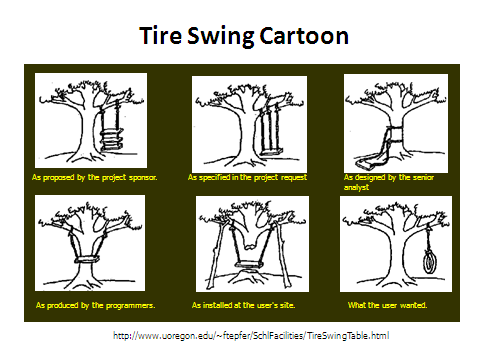 Tire Swing Cartoon
As proposed by the project sponsor.
As specified in the project request
As designed by the senior
analyst
As produced by the programmers.
As installed at the user's site.
What the user wanted.
http://www.uoregon.edu/~ftepfer/SchlFacilities/TireSwingTable.html